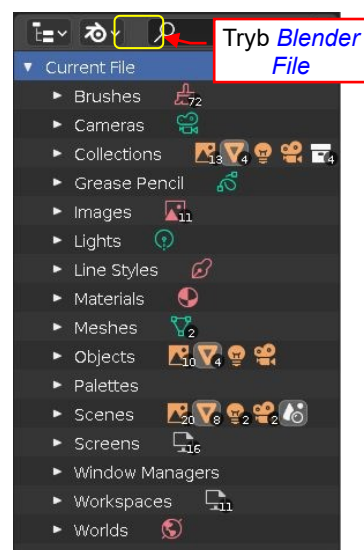 Tryb Blender
File
Current File
Brushes 72
Cameras
Collections 13 4 4
Grease Pencil
Images 11
Lights
Line Styles
Materials
Meshes 2
Objects 10 4
Palettes
Scenes 20 8 2 2
Screens 16
Window Managers
Workspaces 11
Worlds